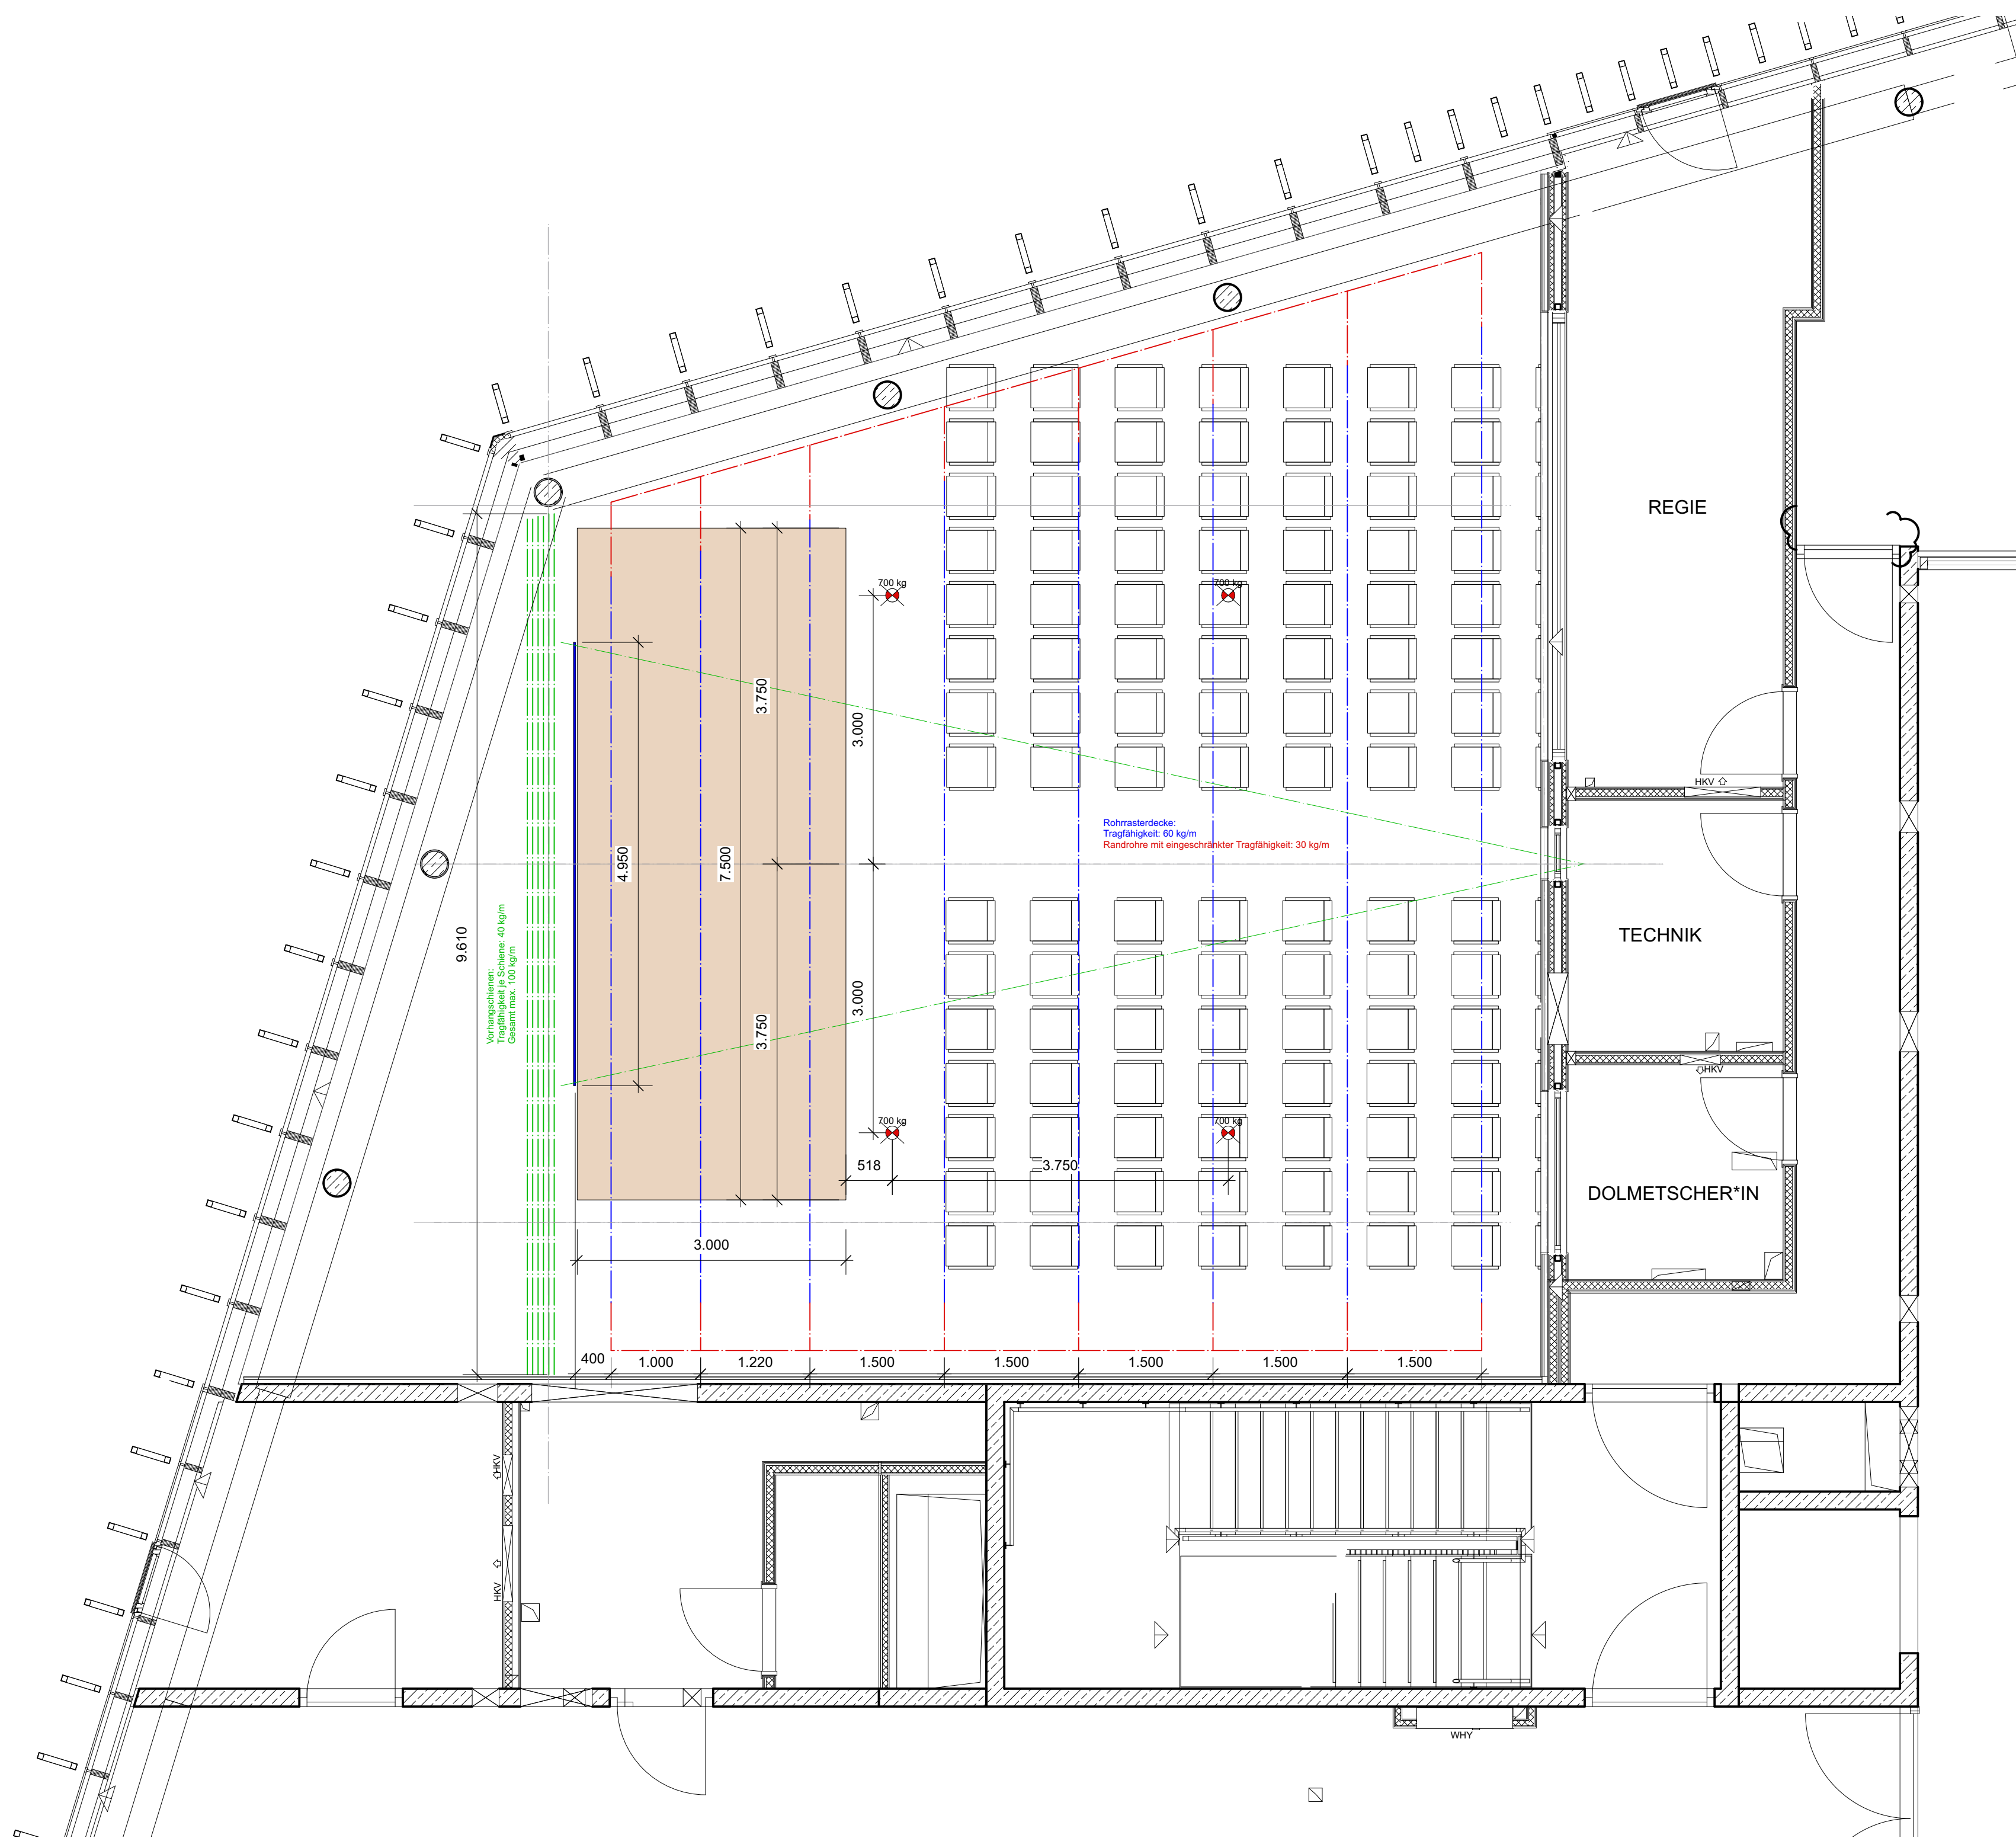 REGIE
700 kg
700 kg
3.750
3.000
HKV
Rohrrasterdecke:
Tragfähigkeit: 60 kg/m
Randrohre mit eingeschränkter Tragfähigkeit: 30 kg/m
4.950
7.500
9.610
TECHNIK
Vorhangschienen:
Tragfähigkeit je Schiene: 40 kg/m
Gesamt max. 100 kg/m
3.000
3.750
HKV
700 kg
700 kg
518
3.750
DOLMETSCHER*IN
3.000
400
1.000
1.220
1.500
1.500
1.500
1.500
1.500
HKV
HKV
WHY